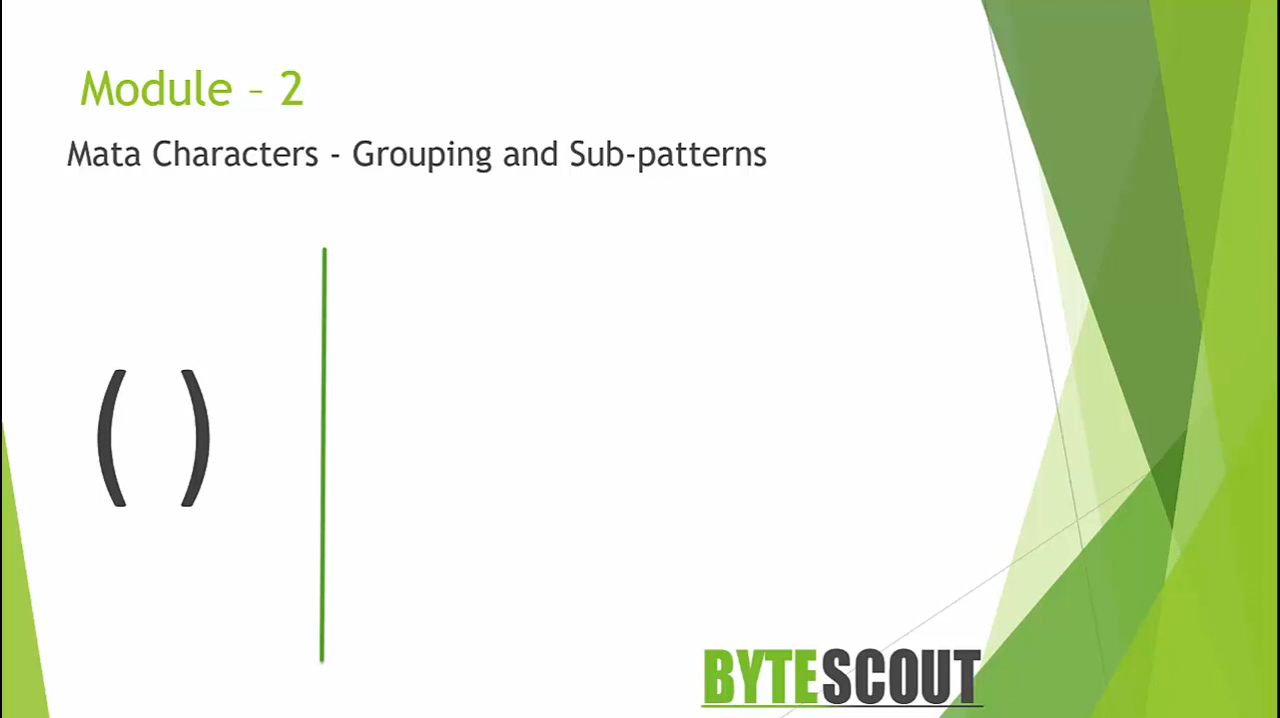 Module - 2
Mata Characters - Grouping and Sub-patterns
( )
BYTESCOUT